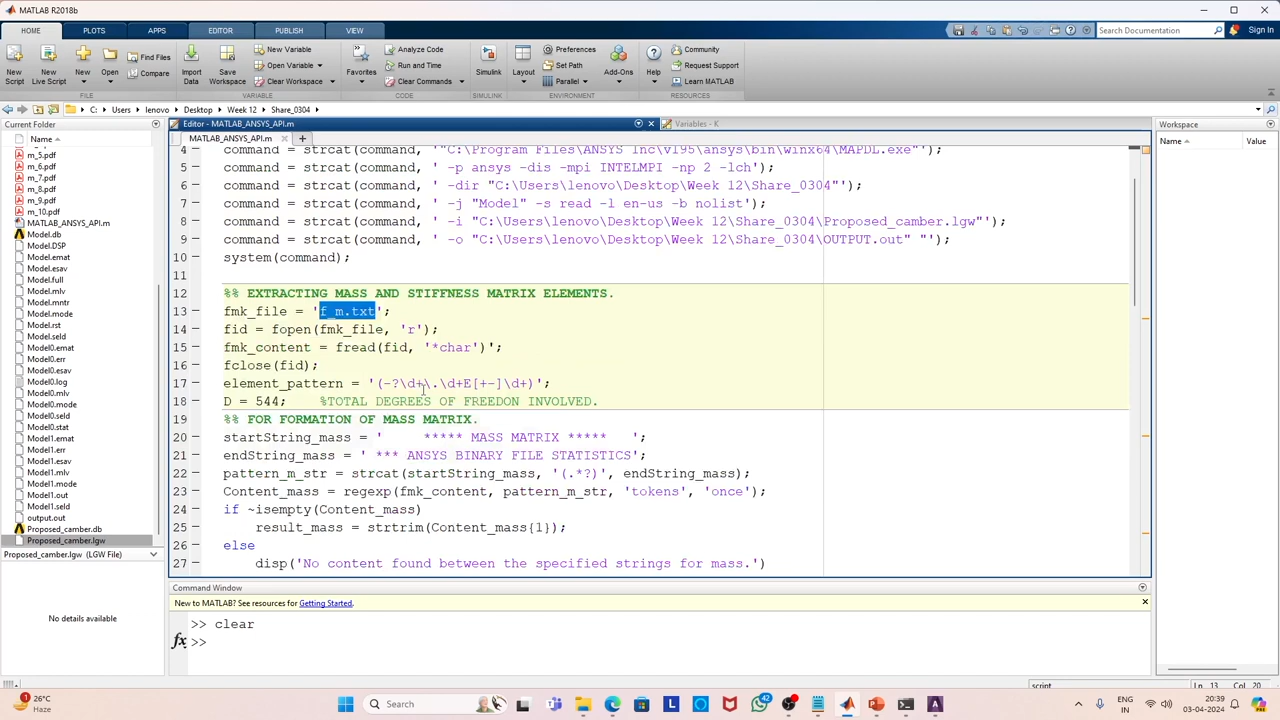 MATLAB R2018b
HOME PLOTS APPS EDITOR PUBLISH VIEW
Search Documentation
Sign In
New Script
New Live Script
New
Open
Find Files
Compare
Import Data
Save Workspace
New Variable
Open Variable
Clear Workspace
Favorites
Analyze Code
Run and Time
Clear Commands
Simulink
Layout
Preferences
Set Path
Parallel
Add-Ons
Help
Community
Request Support
Learn MATLAB
FILE VARIABLE CODE SIMULINK ENVIRONMENT RESOURCES
C: Users lenovo Desktop Week 12 Share_0304
Current Folder
Name
m_5.pdf
m_6.pdf
m_7.pdf
m_8.pdf
m_9.pdf
m_10.pdf
MATLAB_ANSYS_API.m
Model.db
Model.DSP
Model.emat
Model.esav
Model.full
Model.mlv
Model.mntr
Model.mode
Model.rst
Model.seld
Model0.err
Model0.esav
Model0.log
Model0.mlv
Model0.mode
Model0.seld
Model0.stat
Model1.emat
Model1.err
Model1.esav
Model1.mlv
Model1.mode
Model1.out
Model1.seld
output.out
Proposed_camber.db
Proposed_camber.lgw
Proposed_camber.lgw (LGW File)
No details available
Editor - MATLAB_ANSYS_API.m
Variables - K
MATLAB_ANSYS_API.m
4 command = strcat(command, '"C:\Program Files\ANSYS Inc\v195\ansys\bin\winx64\MAPDL.exe"');
5 command = strcat(command, ' -p ansys -dis -mpi INTELMPI -np 2 -lch');
6 command = strcat(command, ' -dir "C:\Users\lenovo\Desktop\Week 12\Share_0304"');
7 command = strcat(command, ' -j "Model" -s read -l en-us -b nolist');
8 command = strcat(command, ' -i "C:\Users\lenovo\Desktop\Week 12\Share_0304\Proposed_camber.lgw"');
9 command = strcat(command, ' -o "C:\Users\lenovo\Desktop\Week 12\Share_0304\OUTPUT.out" "');
10 system(command);
11
12 %% EXTRACTING MASS AND STIFFNESS MATRIX ELEMENTS.
13 fmk_file = 'f_m.txt';
14 fid = fopen(fmk_file, 'r');
15 fmk_content = fread(fid, '*char')';
16 fclose(fid);
17 element_pattern = '(-?\d+\.\d+E[+-]\d+)';
18 D = 544; %TOTAL DEGREES OF FREEDON INVOLVED.
19 %% FOR FORMATION OF MASS MATRIX.
20 startString_mass = ' ***** MASS MATRIX ***** ';
21 endString_mass = ' *** ANSYS BINARY FILE STATISTICS';
22 pattern_m_str = strcat(startString_mass, '(.*?)', endString_mass);
23 Content_mass = regexp(fmk_content, pattern_m_str, 'tokens', 'once');
24 if ~isempty(Content_mass)
25 result_mass = strtrim(Content_mass{1});
26 else
27 disp('No content found between the specified strings for mass.')
Command Window
New to MATLAB? See resources for Getting Started.
>> clear
fx >>
Workspace
Name Value
script Ln 13 Col 20
26°C
Haze
Search
42
ENG
IN
20:39
03-04-2024